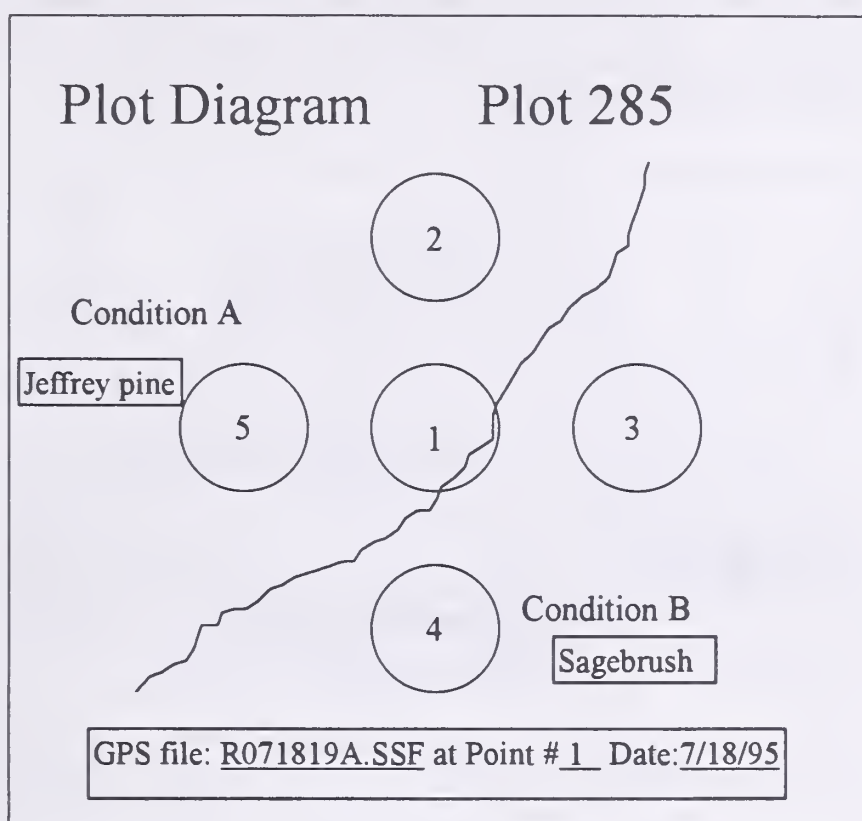 Plot Diagram Plot 285
2
Condition A
Jeffrey pine
5 1 3
4
Condition B
Sagebrush
GPS file: R071819A.SSF at Point # 1 Date:7/18/95